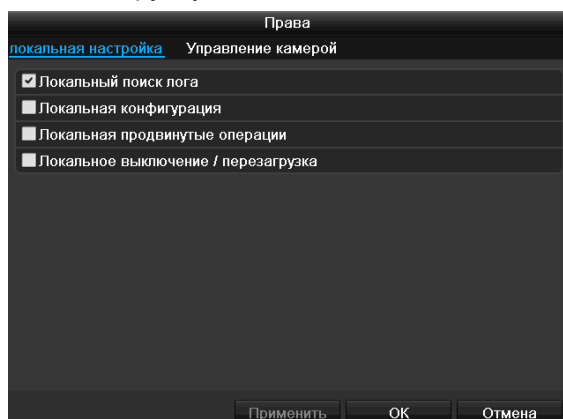 Права
локальная настройка Управление камерой
Локальный поиск лога
Локальная конфигурация
Локальная продвинутые операции
Локальное выключение / перезагрузка
Применить OK Отмена